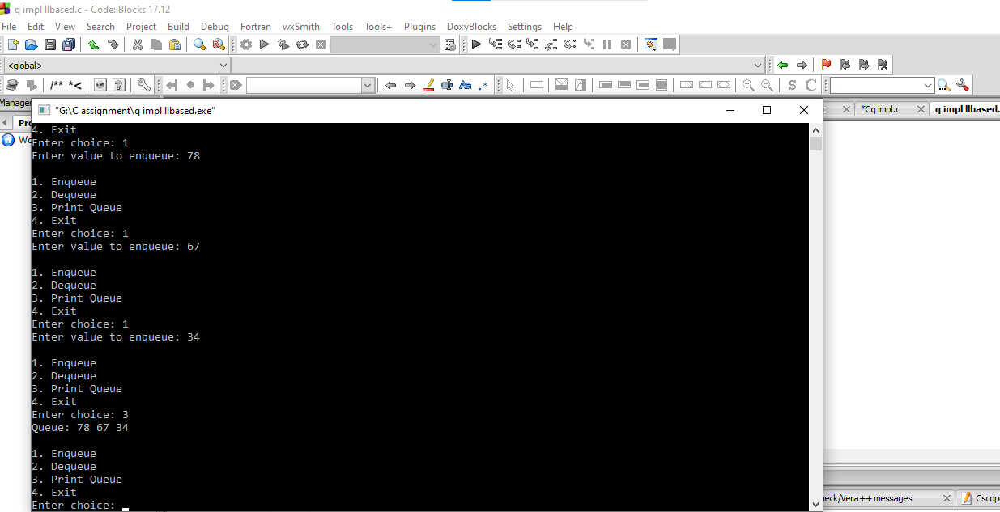 q impl llbased.c - Code::Blocks 17.12
File Edit View Search Project Build Debug Fortran wxSmith Tools Tools+ Plugins DoxyBlocks Settings Help
<global>
/** *<
Aa .*
S C
Manage
"G:\C assignment\q impl llbased.exe"
.c *Cq impl.c q impl llbased.
Pro
Wo
4. Exit
Enter choice: 1
Enter value to enqueue: 78
1. Enqueue
2. Dequeue
3. Print Queue
4. Exit
Enter choice: 1
Enter value to enqueue: 67
1. Enqueue
2. Dequeue
3. Print Queue
4. Exit
Enter choice: 1
Enter value to enqueue: 34
1. Enqueue
2. Dequeue
3. Print Queue
4. Exit
Enter choice: 3
Queue: 78 67 34
1. Enqueue
2. Dequeue
3. Print Queue
4. Exit
Enter choice:
heck/Vera++ messages Cscop